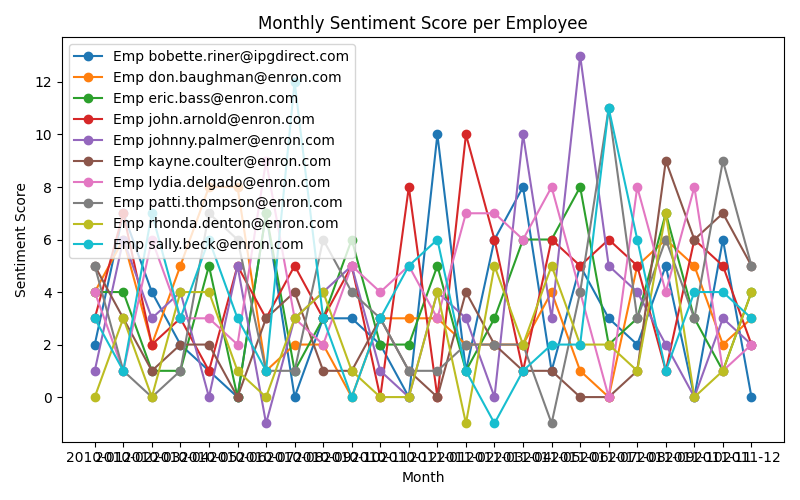 Monthly Sentiment Score per Employee
Emp bobette.riner@ipgdirect.com
Emp don.baughman@enron.com
Emp eric.bass@enron.com
Emp john.arnold@enron.com
Emp johnny.palmer@enron.com
Emp kayne.coulter@enron.com
Emp lydia.delgado@enron.com
Emp patti.thompson@enron.com
Emp rhonda.denton@enron.com
Emp sally.beck@enron.com
Sentiment Score
12
10
8
6
4
2
0
Month